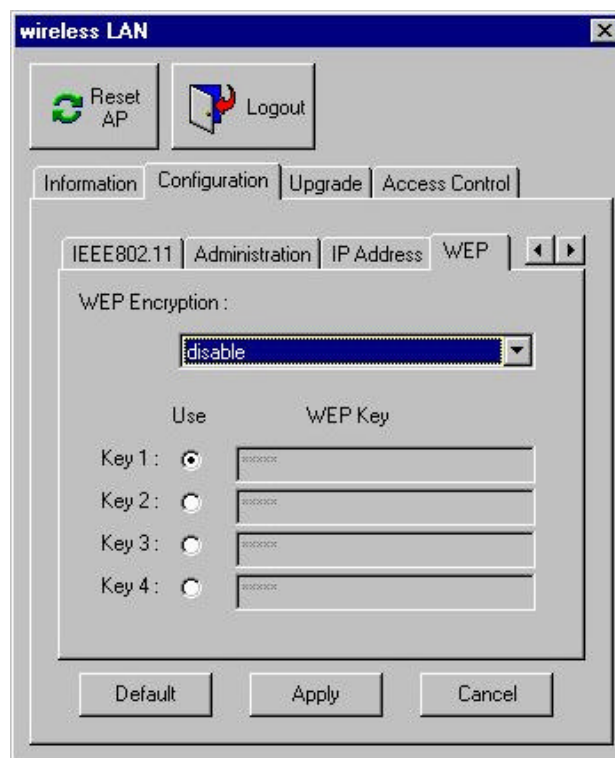 wireless LAN
Reset
AP
Logout
Information Configuration Upgrade Access Control
IEEE802.11 Administration IP Address WEP
WEP Encryption :
disable
Use WEP Key
Key 1 : *****
Key 2 : *****
Key 3 : *****
Key 4 : *****
Default Apply Cancel